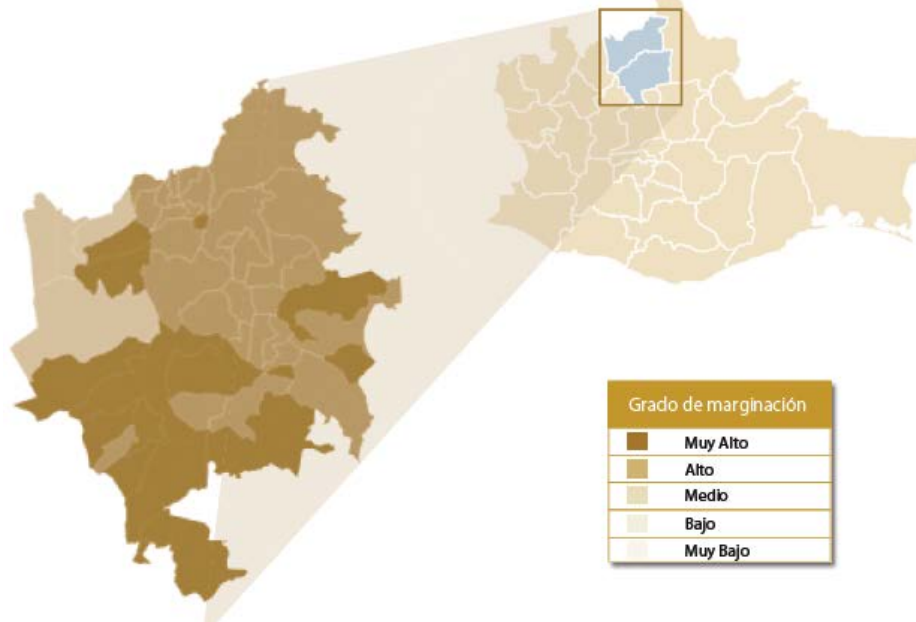 Grado de marginación
Muy Alto
Alto
Medio
Bajo
Muy Bajo